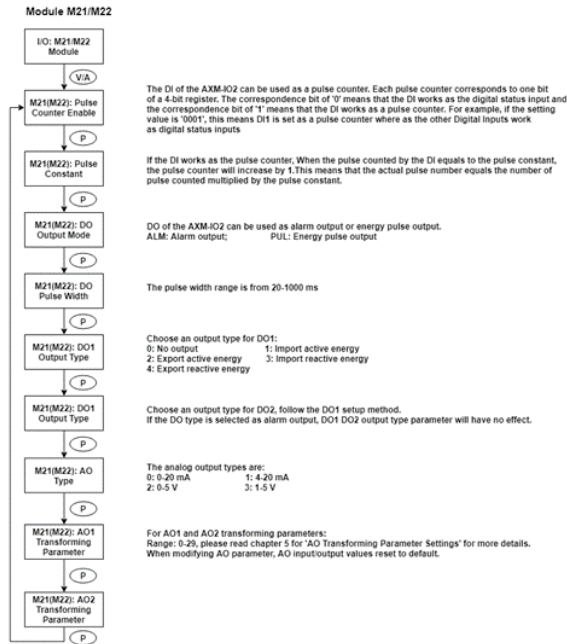 Module M21/M22
I/O: M21/M22
Module
V/A
M21(M22): Pulse
Counter Enable
The DI of the AXM-IO2 can be used as a pulse counter. Each pulse counter corresponds to one bit
of a 4-bit register. The correspondence bit of '0' means that the DI works as the digital status input and
the correspondence bit of '1' means that the DI works as a pulse counter. For example, if the setting
value is '0001', this means DI1 is set as a pulse counter where as the other Digital Inputs work
as digital status inputs
P
M21(M22): Pulse
Constant
If the DI works as the pulse counter, When the pulse counted by the DI equals to the pulse constant,
the pulse counter will increase by 1.This means that the actual pulse number equals the number of
pulse counted multiplied by the pulse constant.
P
M21(M22): DO
Output Mode
DO of the AXM-IO2 can be used as alarm output or energy pulse output.
ALM: Alarm output; PUL: Energy pulse output
P
M21(M22): DO
Pulse Width
The pulse width range is from 20-1000 ms
P
M21(M22): DO1
Output Type
Choose an output type for DO1:
0: No output 1: Import active energy
2: Export active energy 3: Import reactive energy
4: Export reactive energy
P
M21(M22): DO1
Output Type
Choose an output type for DO2, follow the DO1 setup method.
If the DO type is selected as alarm output, DO1 DO2 output type parameter will have no effect.
P
M21(M22): AO
Type
The analog output types are:
0: 0-20 mA 1: 4-20 mA
2: 0-5 V 3: 1-5 V
P
M21(M22): AO1
Transforming
Parameter
For AO1 and AO2 transforming parameters:
Range: 0-29, please read chapter 5 for 'AO Transforming Parameter Settings' for more details.
When modifying AO parameter, AO input/output values reset to default.
P
M21(M22): AO2
Transforming
Parameter
P